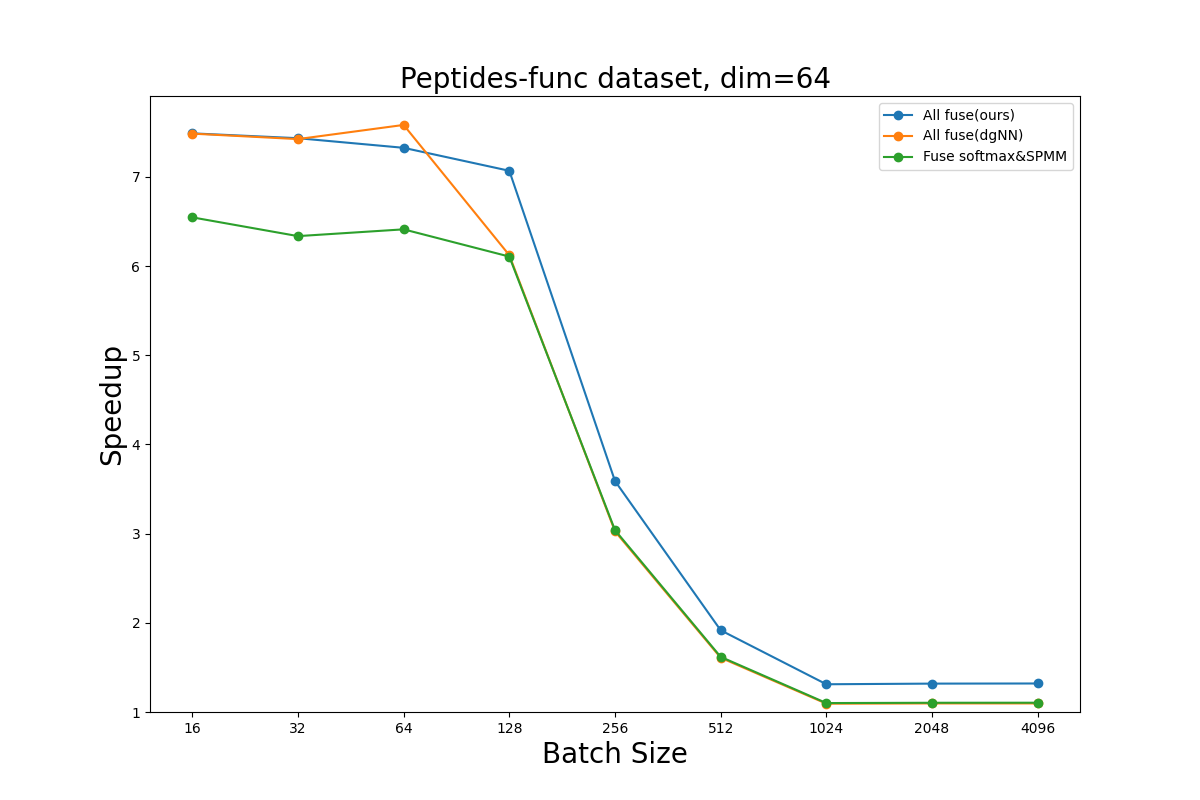 Peptides-func dataset, dim=64
All fuse(ours)
All fuse(dgNN)
Fuse softmax&SPMM
Speedup
7
6
5
4
3
2
1
16 32 64 128 256 512 1024 2048 4096
Batch Size